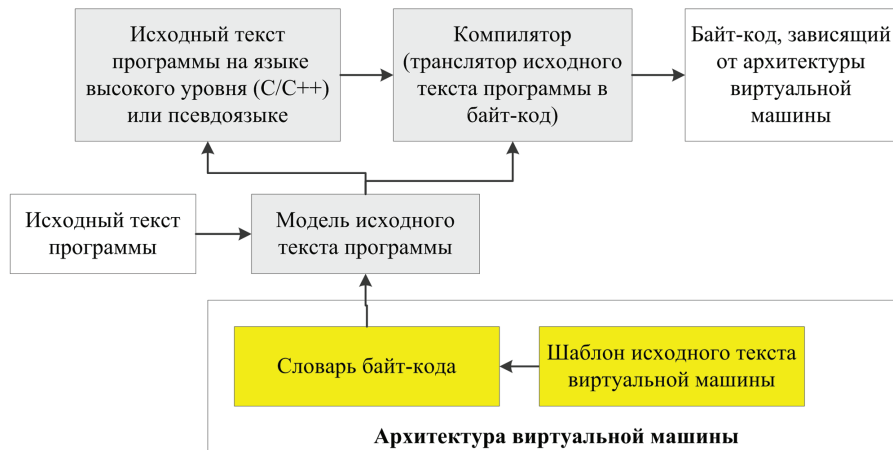 Исходный текст
программы на языке
высокого уровня (C/C++)
или псевдоязыке
Компилятор
(транслятор исходного
текста программы в
байт-код)
Байт-код, зависящий
от архитектуры
виртуальной
машины
Исходный текст
программы
Модель исходного
текста программы
Словарь байт-кода
Шаблон исходного текста
виртуальной машины
Архитектура виртуальной машины